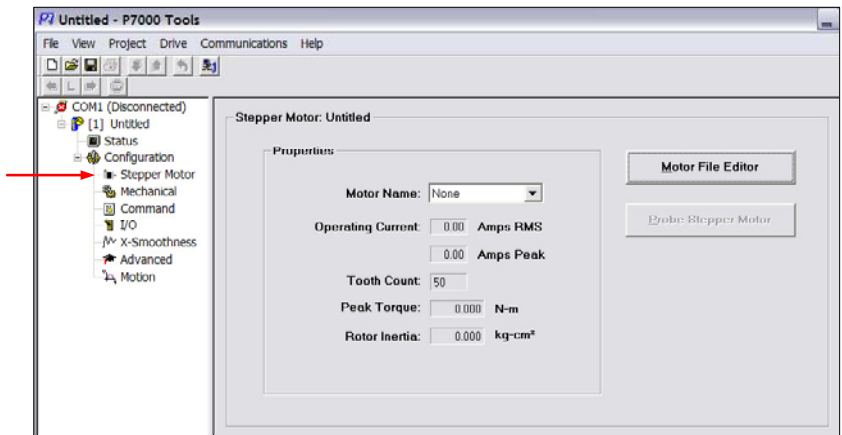 Untitled - P7000 Tools
File View Project Drive Communications Help
COM1 (Disconnected)
[1] Untitled
Status
Configuration
Stepper Motor
Mechanical
Command
I/O
X-Smoothness
Advanced
Motion
Stepper Motor: Untitled
Properties
Motor Name: None
Operating Current: 0.00 Amps RMS
0.00 Amps Peak
Tooth Count: 50
Peak Torque: 0.000 N-m
Rotor Inertia: 0.000 kg-cm²
Motor File Editor
Probe Stepper Motor